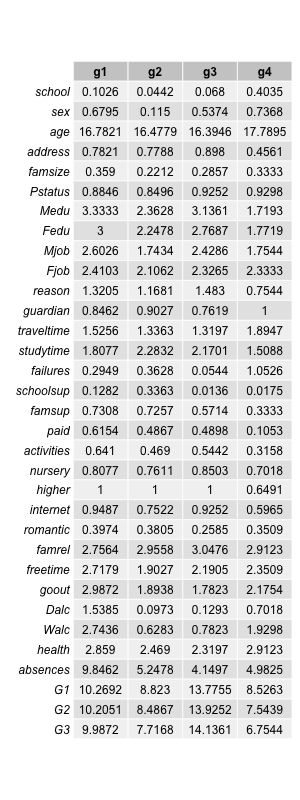 g1 g2 g3 g4
school 0.1026 0.0442 0.068 0.4035
sex 0.6795 0.115 0.5374 0.7368
age 16.7821 16.4779 16.3946 17.7895
address 0.7821 0.7788 0.898 0.4561
famsize 0.359 0.2212 0.2857 0.3333
Pstatus 0.8846 0.8496 0.9252 0.9298
Medu 3.3333 2.3628 3.1361 1.7193
Fedu 3 2.2478 2.7687 1.7719
Mjob 2.6026 1.7434 2.4286 1.7544
Fjob 2.4103 2.1062 2.3265 2.3333
reason 1.3205 1.1681 1.483 0.7544
guardian 0.8462 0.9027 0.7619 1
traveltime 1.5256 1.3363 1.3197 1.8947
studytime 1.8077 2.2832 2.1701 1.5088
failures 0.2949 0.3628 0.0544 1.0526
schoolsup 0.1282 0.3363 0.0136 0.0175
famsup 0.7308 0.7257 0.5714 0.3333
paid 0.6154 0.4867 0.4898 0.1053
activities 0.641 0.469 0.5442 0.3158
nursery 0.8077 0.7611 0.8503 0.7018
higher 1 1 1 0.6491
internet 0.9487 0.7522 0.9252 0.5965
romantic 0.3974 0.3805 0.2585 0.3509
famrel 2.7564 2.9558 3.0476 2.9123
freetime 2.7179 1.9027 2.1905 2.3509
goout 2.9872 1.8938 1.7823 2.1754
Dalc 1.5385 0.0973 0.1293 0.7018
Walc 2.7436 0.6283 0.7823 1.9298
health 2.859 2.469 2.3197 2.9123
absences 9.8462 5.2478 4.1497 4.9825
G1 10.2692 8.823 13.7755 8.5263
G2 10.2051 8.4867 13.9252 7.5439
G3 9.9872 7.7168 14.1361 6.7544